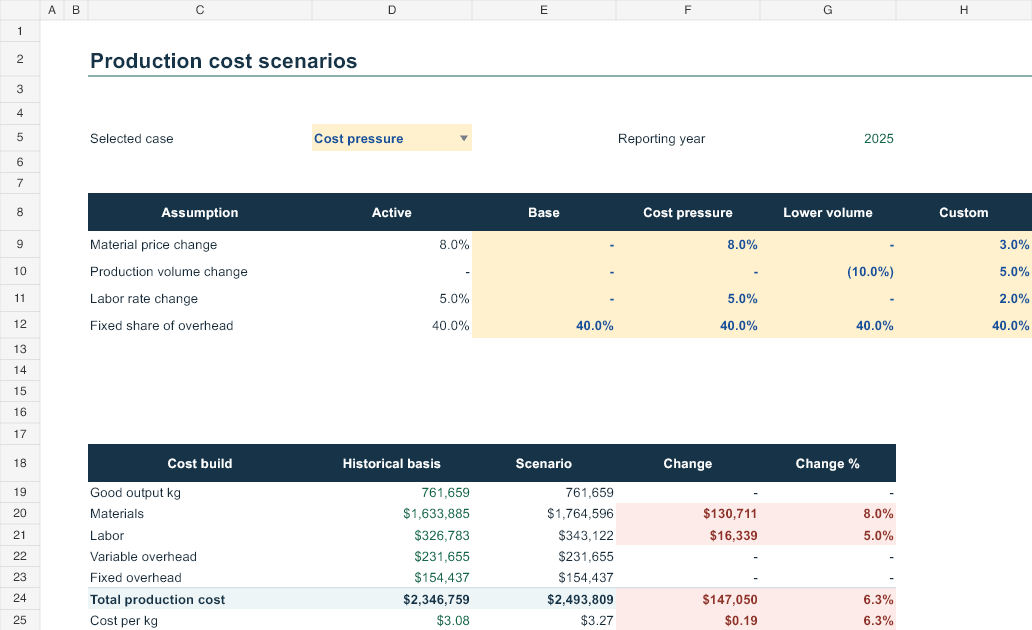 A B C D E F G H
1
2 Production cost scenarios
3
4
5 Selected case Cost pressure Reporting year 2025
6
7
8 Assumption Active Base Cost pressure Lower volume Custom
9 Material price change 8.0% - 8.0% - 3.0%
10 Production volume change - - - (10.0%) 5.0%
11 Labor rate change 5.0% - 5.0% - 2.0%
12 Fixed share of overhead 40.0% 40.0% 40.0% 40.0% 40.0%
13
14
15
16
17
18 Cost build Historical basis Scenario Change Change %
19 Good output kg 761,659 761,659 - -
20 Materials $1,633,885 $1,764,596 $130,711 8.0%
21 Labor $326,783 $343,122 $16,339 5.0%
22 Variable overhead $231,655 $231,655 - -
23 Fixed overhead $154,437 $154,437 - -
24 Total production cost $2,346,759 $2,493,809 $147,050 6.3%
25 Cost per kg $3.08 $3.27 $0.19 6.3%